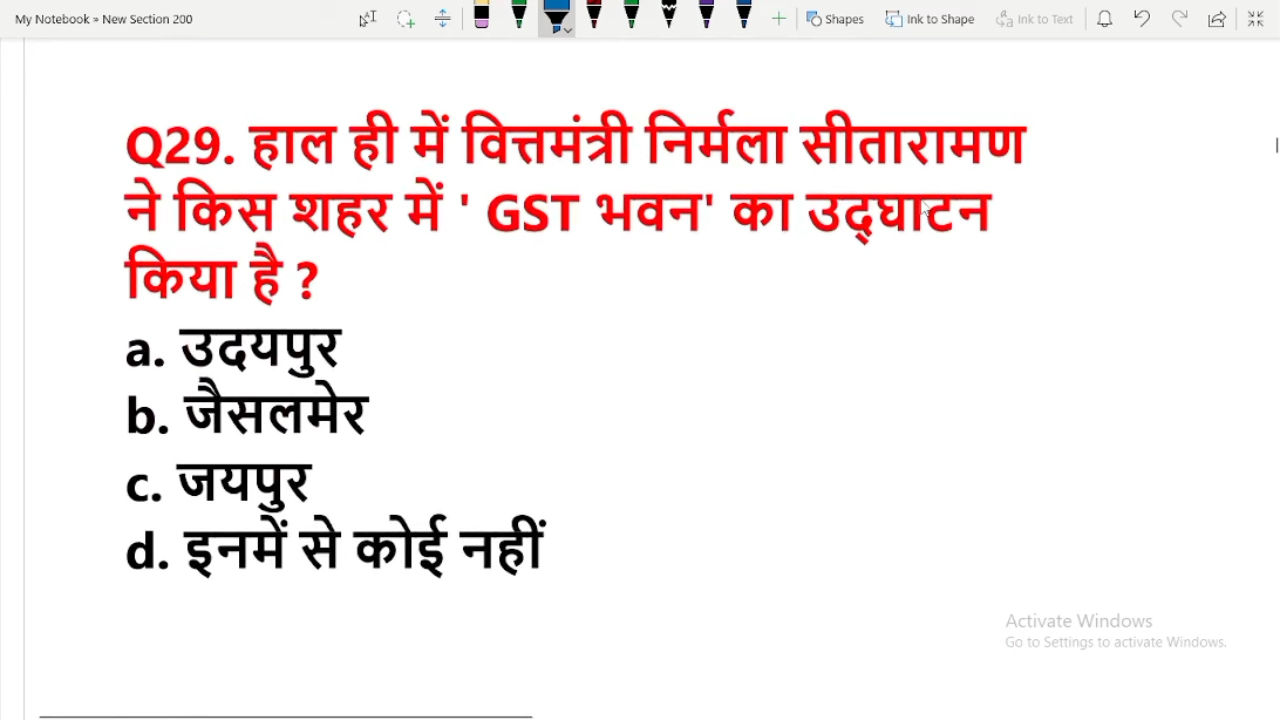 My Notebook » New Section 200
Shapes
Ink to Shape
Ink to Text
Q29. हाल ही में वित्तमंत्री निर्मला सीतारामण
ने किस शहर में ' GST भवन' का उद्घाटन
किया है ?
a. उदयपुर
b. जैसलमेर
c. जयपुर
d. इनमें से कोई नहीं
Activate Windows
Go to Settings to activate Windows.